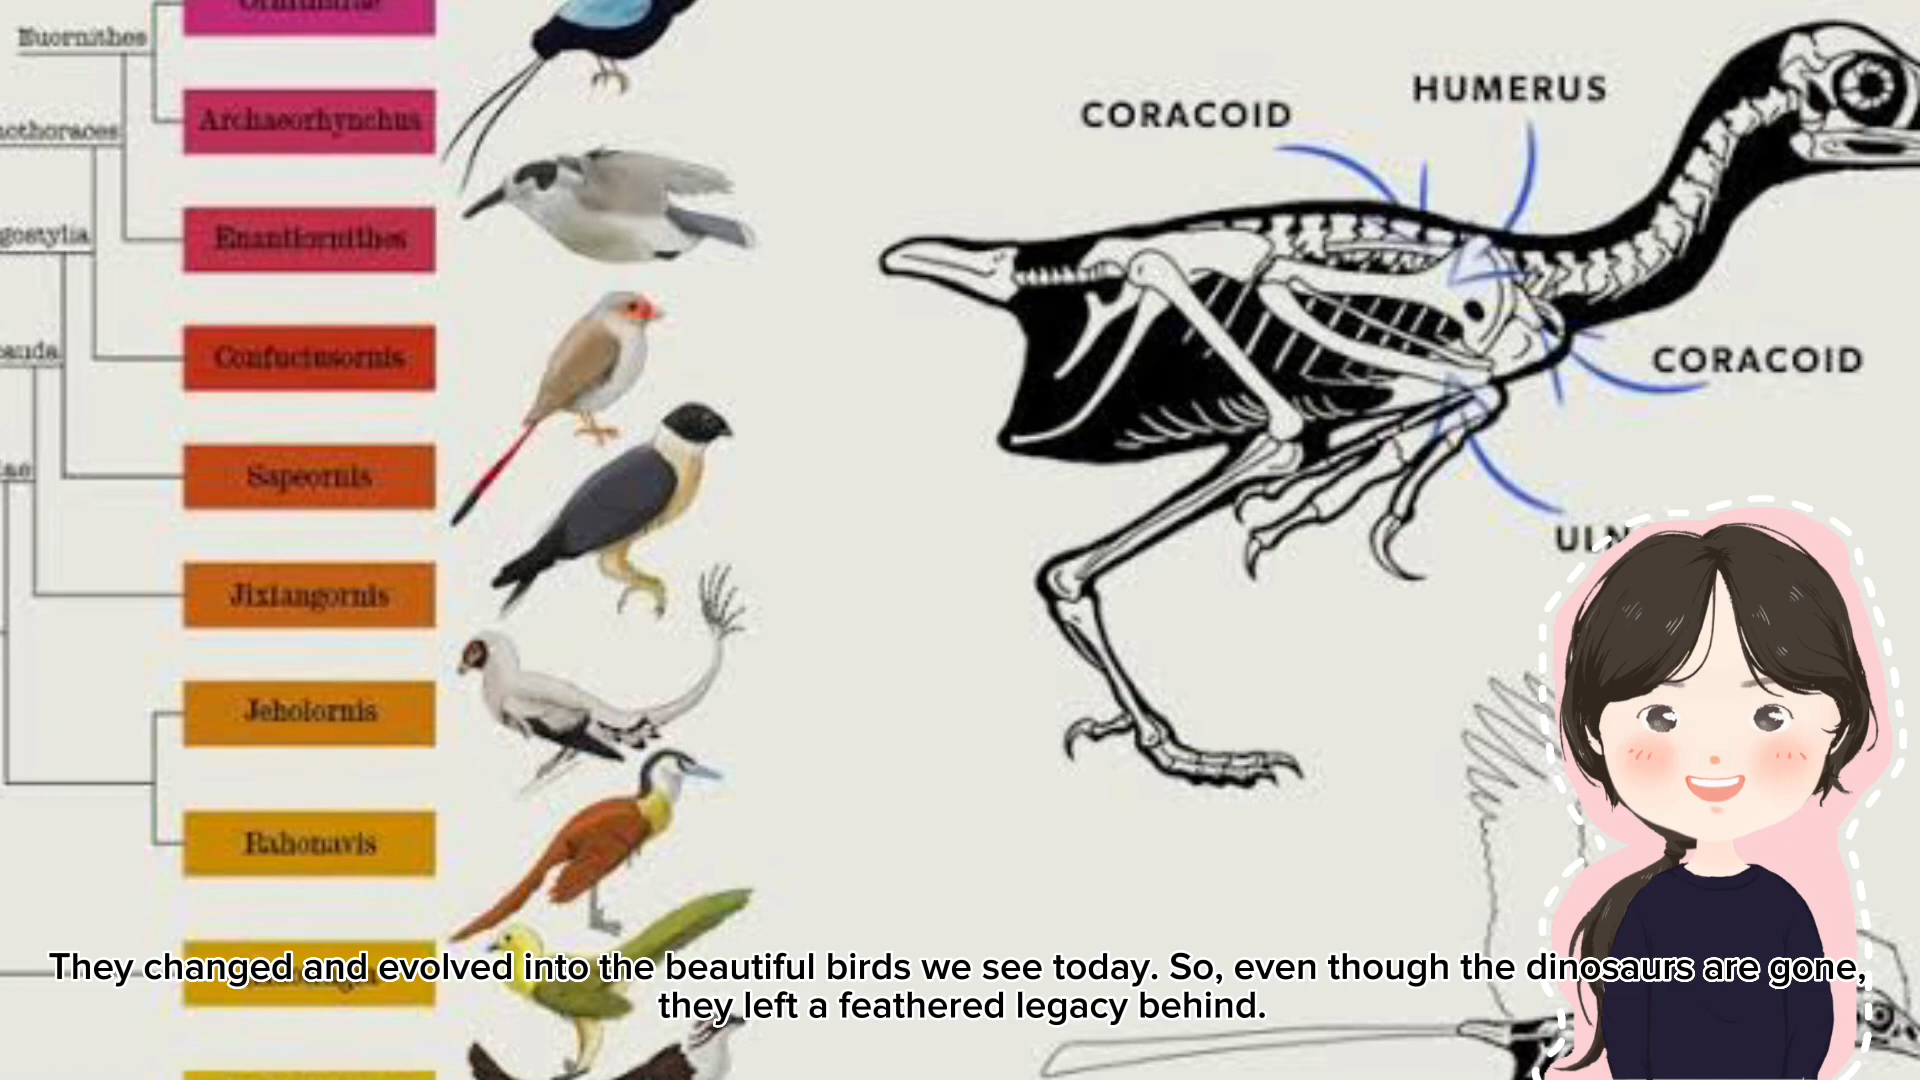 Euornithes
Archaeorhynchus
Enantiornithes
Confuciusornis
Sapeornis
Jixiangornis
Jeholornis
Rahonavis
CORACOID
HUMERUS
CORACOID
They changed and evolved into the beautiful birds we see today. So, even though the dinosaurs are gone,
they left a feathered legacy behind.